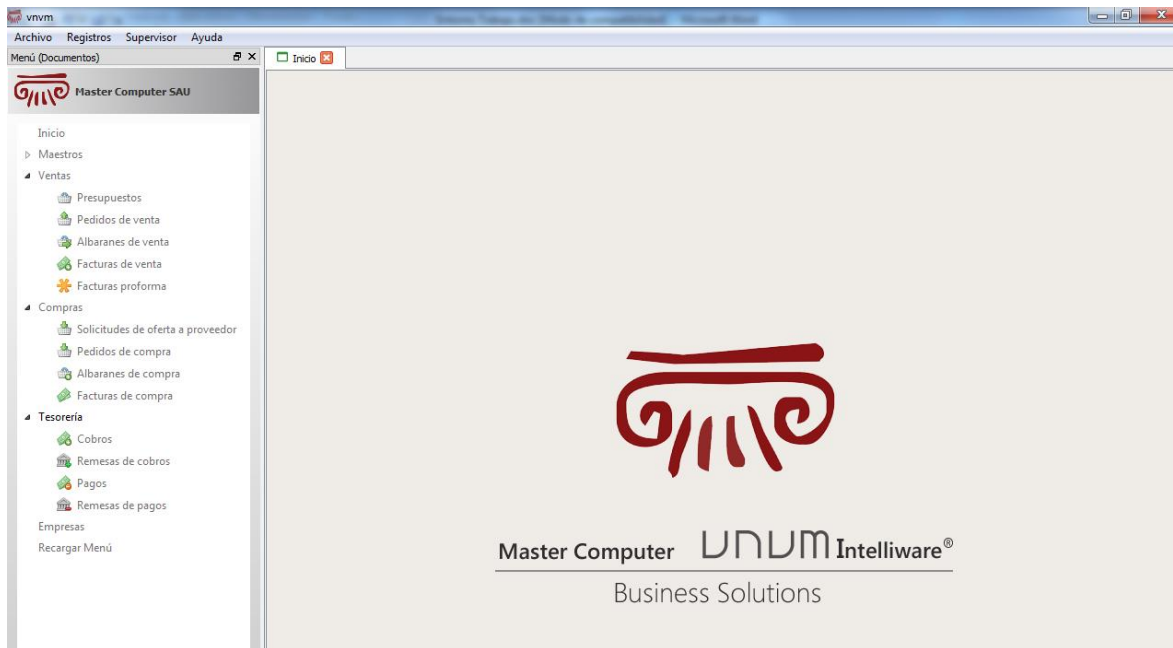 vnvm
Archivo Registros Supervisor Ayuda
Menú (Documentos)
Inicio
Master Computer SAU
Inicio
Maestros
Ventas
Presupuestos
Pedidos de venta
Albaranes de venta
Facturas de venta
Facturas proforma
Compras
Solicitudes de oferta a proveedor
Pedidos de compra
Albaranes de compra
Facturas de compra
Tesorería
Cobros
Remesas de cobros
Pagos
Remesas de pagos
Empresas
Recargar Menú
Master Computer vnvm Intelliware®
Business Solutions